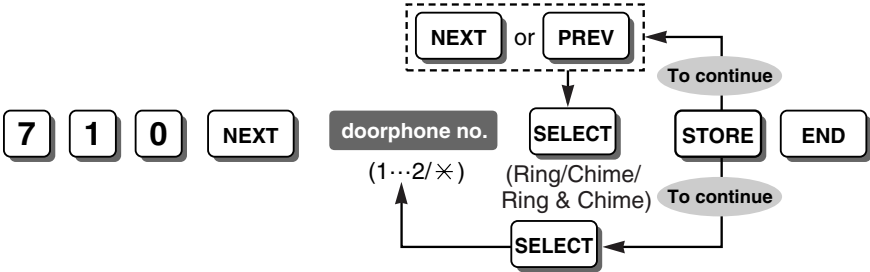 NEXT or PREV
To continue
7 1 0 NEXT doorphone no. SELECT STORE END
(1···2/✳)
(Ring/Chime/
Ring & Chime)
To continue
SELECT